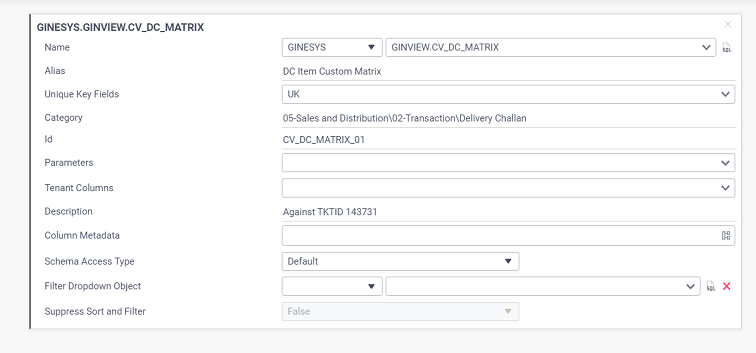 GINESYS.GINVIEW.CV_DC_MATRIX
Name GINESYS GINVIEW.CV_DC_MATRIX SQL
Alias DC Item Custom Matrix
Unique Key Fields UK
Category 05-Sales and Distribution\02-Transaction\Delivery Challan
Id CV_DC_MATRIX_01
Parameters
Tenant Columns
Description Against TKTID 143731
Column Metadata
Schema Access Type Default
Filter Dropdown Object SQL
Suppress Sort and Filter False